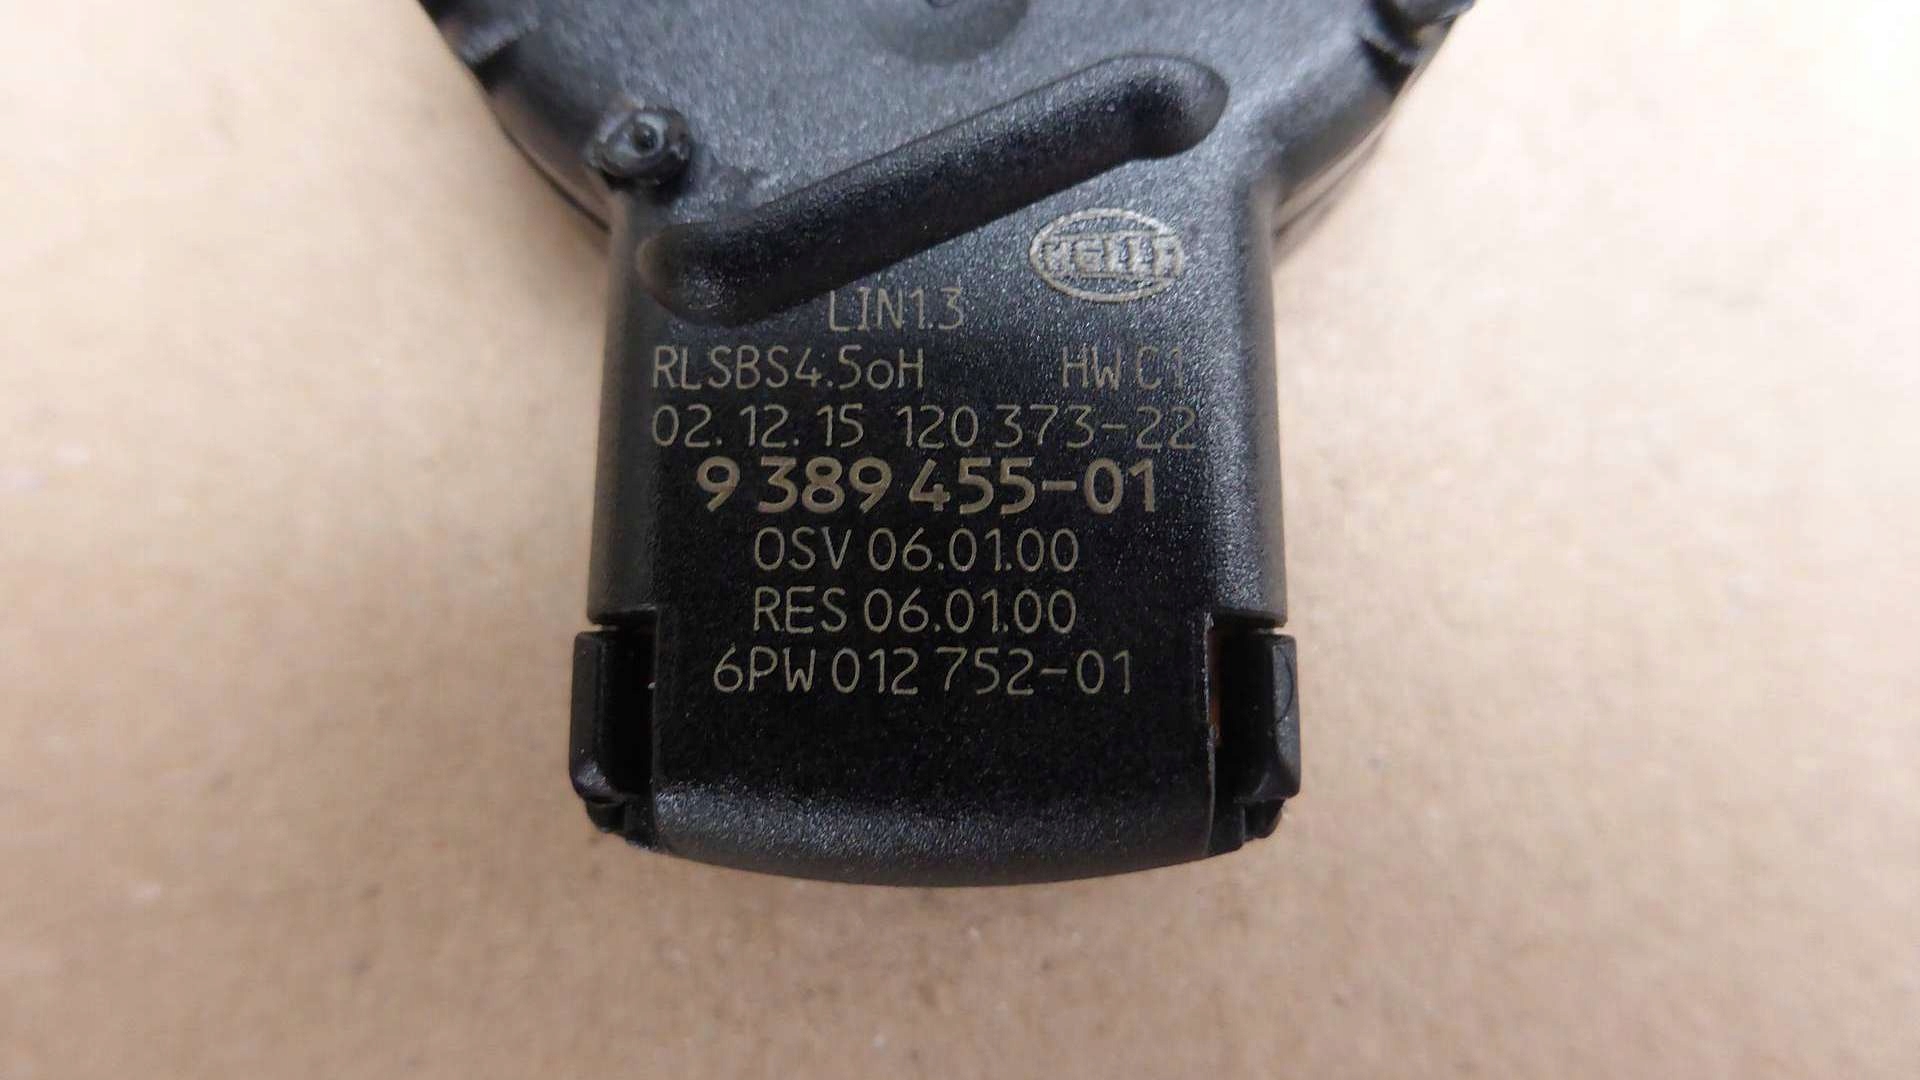 HELLA
LIN1.3
RLSBS4.5oH HW C1
02.12.15 120 373-22
9 389 455-01
OSV 06.01.00
RES 06.01.00
6PW 012 752-01